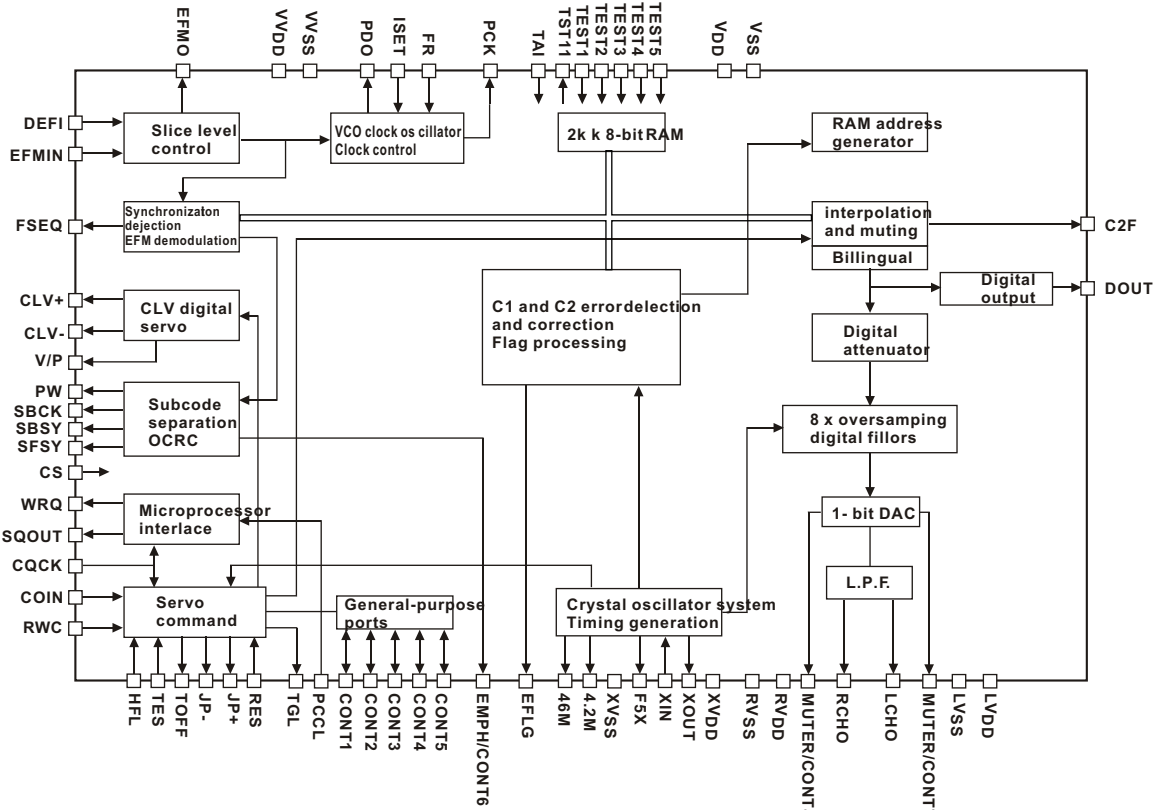 EFMO
VVDD
VVSS
PDO
ISET
FR
PCK
TAI
TST11
TEST1
TEST2
TEST3
TEST4
TEST5
VDD
VSS
DEFI
EFMIN
FSEQ
CLV+
CLV-
V/P
PW
SBCK
SBSY
SFSY
CS
WRQ
SQOUT
CQCK
COIN
RWC
Slice level
control
VCO clock os cillator
Clock control
2k k 8-bit RAM
RAM address
generator
Synchronizaton
dejection
EFM demodulation
interpolation
and muting
Billingual
C2F
CLV digital
servo
C1 and C2 errordelection
and correction
Flag processing
Digital
output
DOUT
Digital
attenuator
Subcode
separation
OCRC
8 x oversamping
digital fillors
Microprocessor
interlace
1- bit DAC
L.P.F.
Servo
command
General-purpose
ports
Crystal oscillator system
Timing generation
HFL
TES
TOFF
JP-
JP+
RES
TGL
PCCL
CONT1
CONT2
CONT3
CONT4
CONT5
EMPH/CONT6
EFLG
46M
4.2M
XVSS
F5X
XIN
XOUT
XVDD
RVSS
RVDD
MUTER/CONT
RCHO
LCHO
MUTER/CONT
LVSS
LVDD